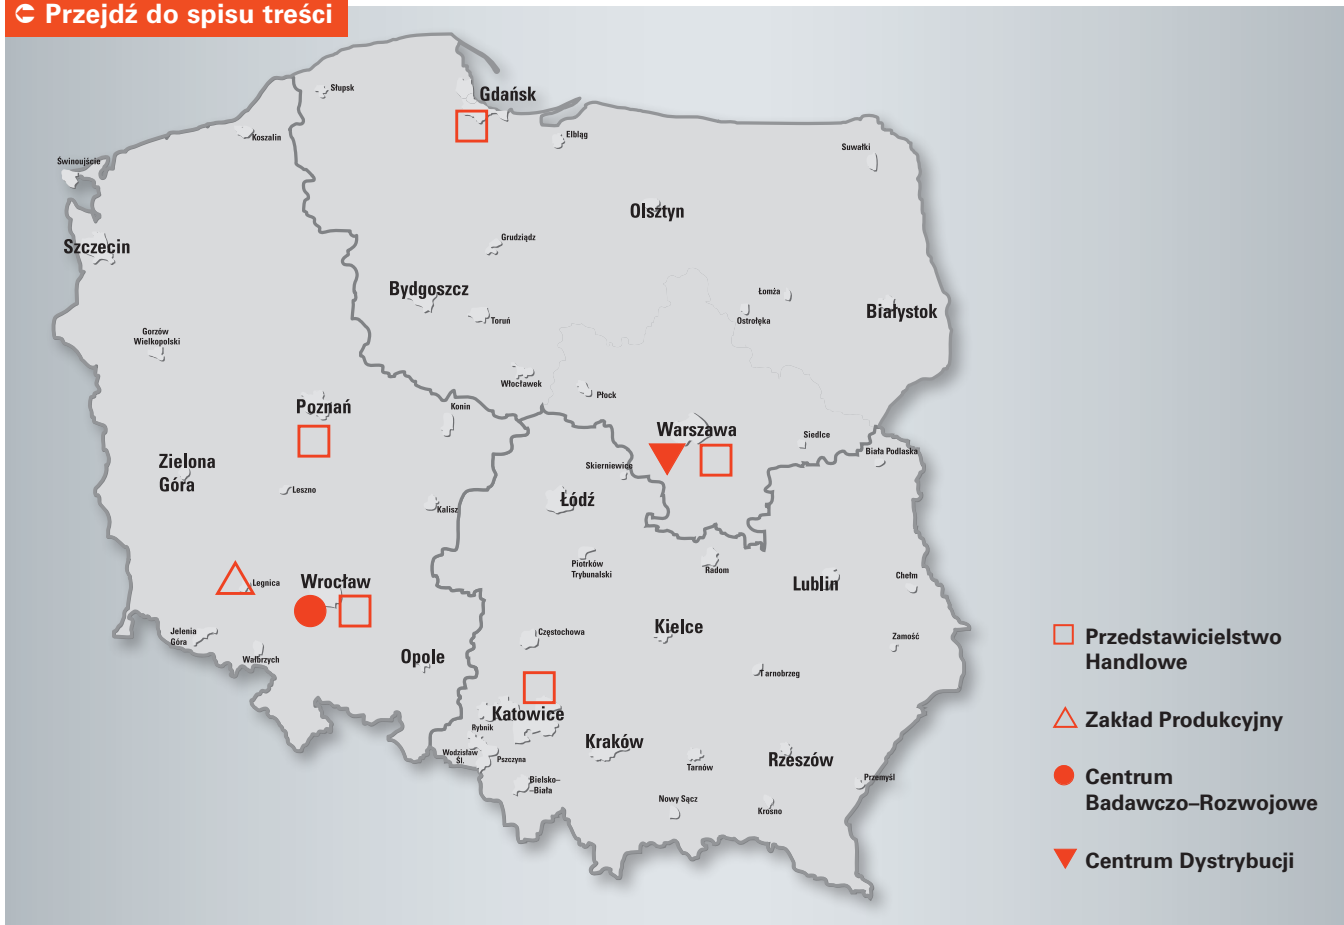 Przejdź do spisu treści
Słupsk
Gdańsk
Koszalin
Elbląg
Suwałki
Świnoujście
Olsztyn
Szczecin
Grudziądz
Bydgoszcz
Łomża
Białystok
Toruń
Ostrołęka
Gorzów
Wielkopolski
Włocławek
Płock
Poznań
Konin
Warszawa
Siedlce
Biała Podlaska
Zielona
Góra
Skierniewice
Leszno
Łódź
Kalisz
Piotrków
Trybunalski
Radom
Lublin
Chełm
Legnica
Wrocław
Jelenia
Góra
Częstochowa
Kielce
Zamość
Wałbrzych
Opole
Tarnobrzeg
Katowice
Rybnik
Kraków
Wodzisław
Śl.
Pszczyna
Rzeszów
Tarnów
Bielsko–
–Biała
Przemyśl
Nowy Sącz
Krosno
Przedstawicielstwo
Handlowe
Zakład Produkcyjny
Centrum
Badawczo–Rozwojowe
Centrum Dystrybucji